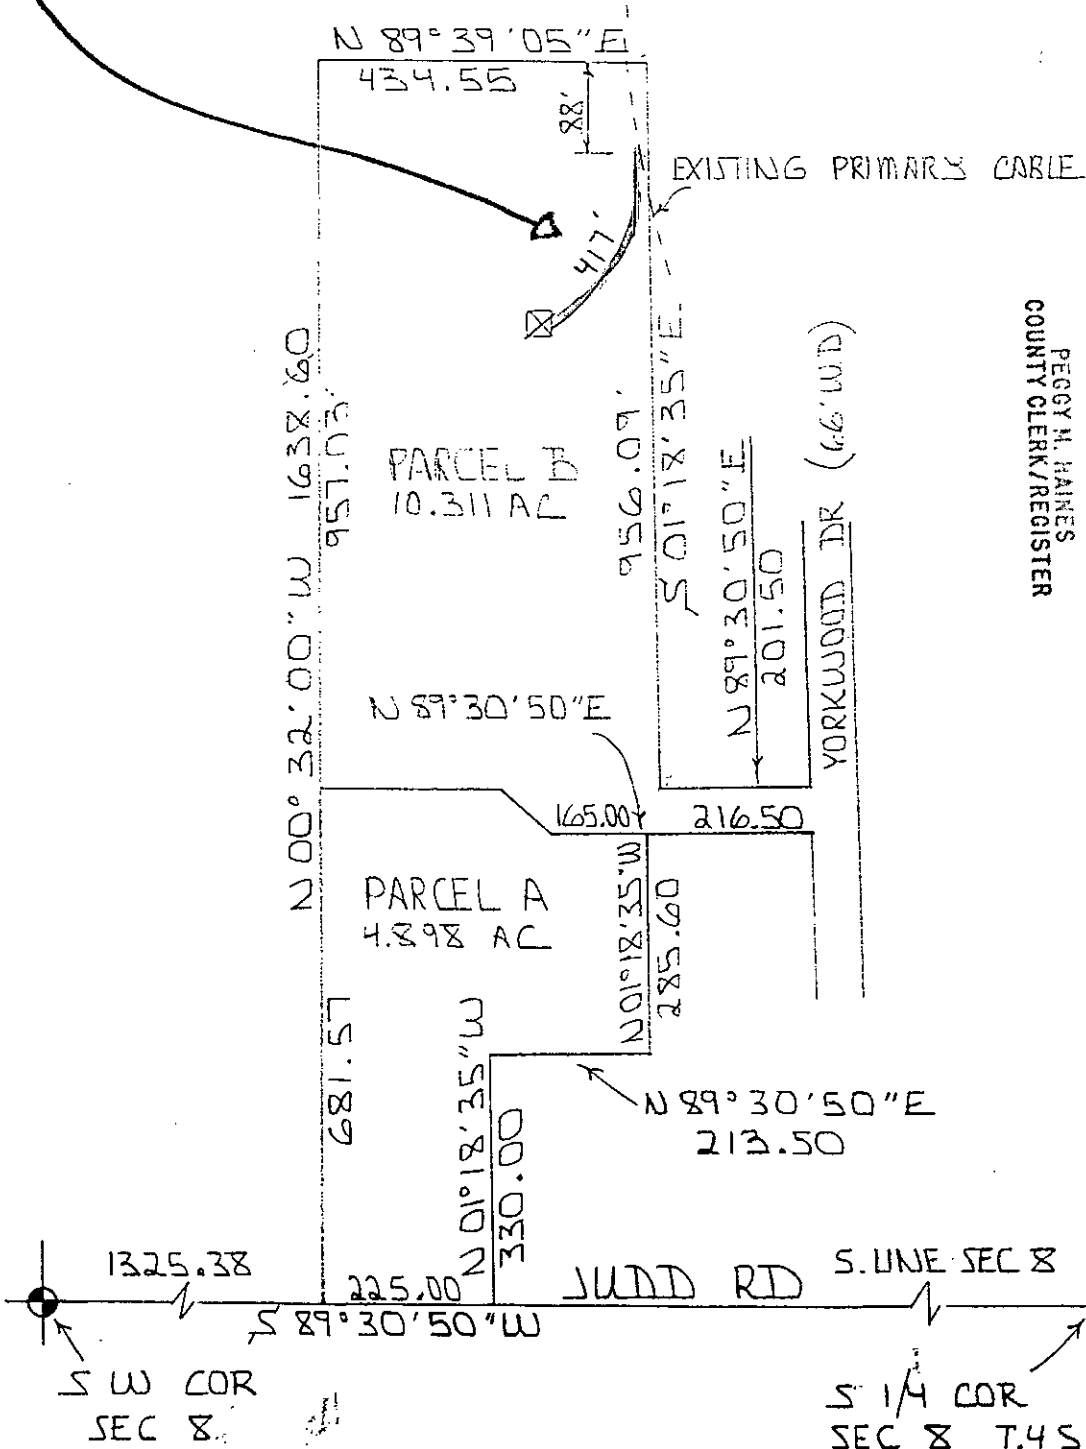 N 89° 39 '05" E
434.55
88'
EXISTING PRIMARY CABLE
417'
PEGGY M. HAINES
COUNTY CLERK/REGISTER
N 00° 32' 00" W 1638.60
957.03'
PARCEL B
10.311 AC
956.09'
S 01° 18' 35" E
N 89° 30' 50" E
201.50
YORKWOOD DR (66' WD)
N 89° 30' 50" E
165.00
216.50
PARCEL A
4.898 AC
N 01° 18' 35" W
285.60
681.57
N 01° 18' 35" W
330.00
N 89° 30' 50" E
213.50
1325.38
225.00
JUDD RD
S. LINE SEC 8
S 89° 30' 50" W
S W COR
SEC 8
S 1/4 COR
SEC 8 T.4 S